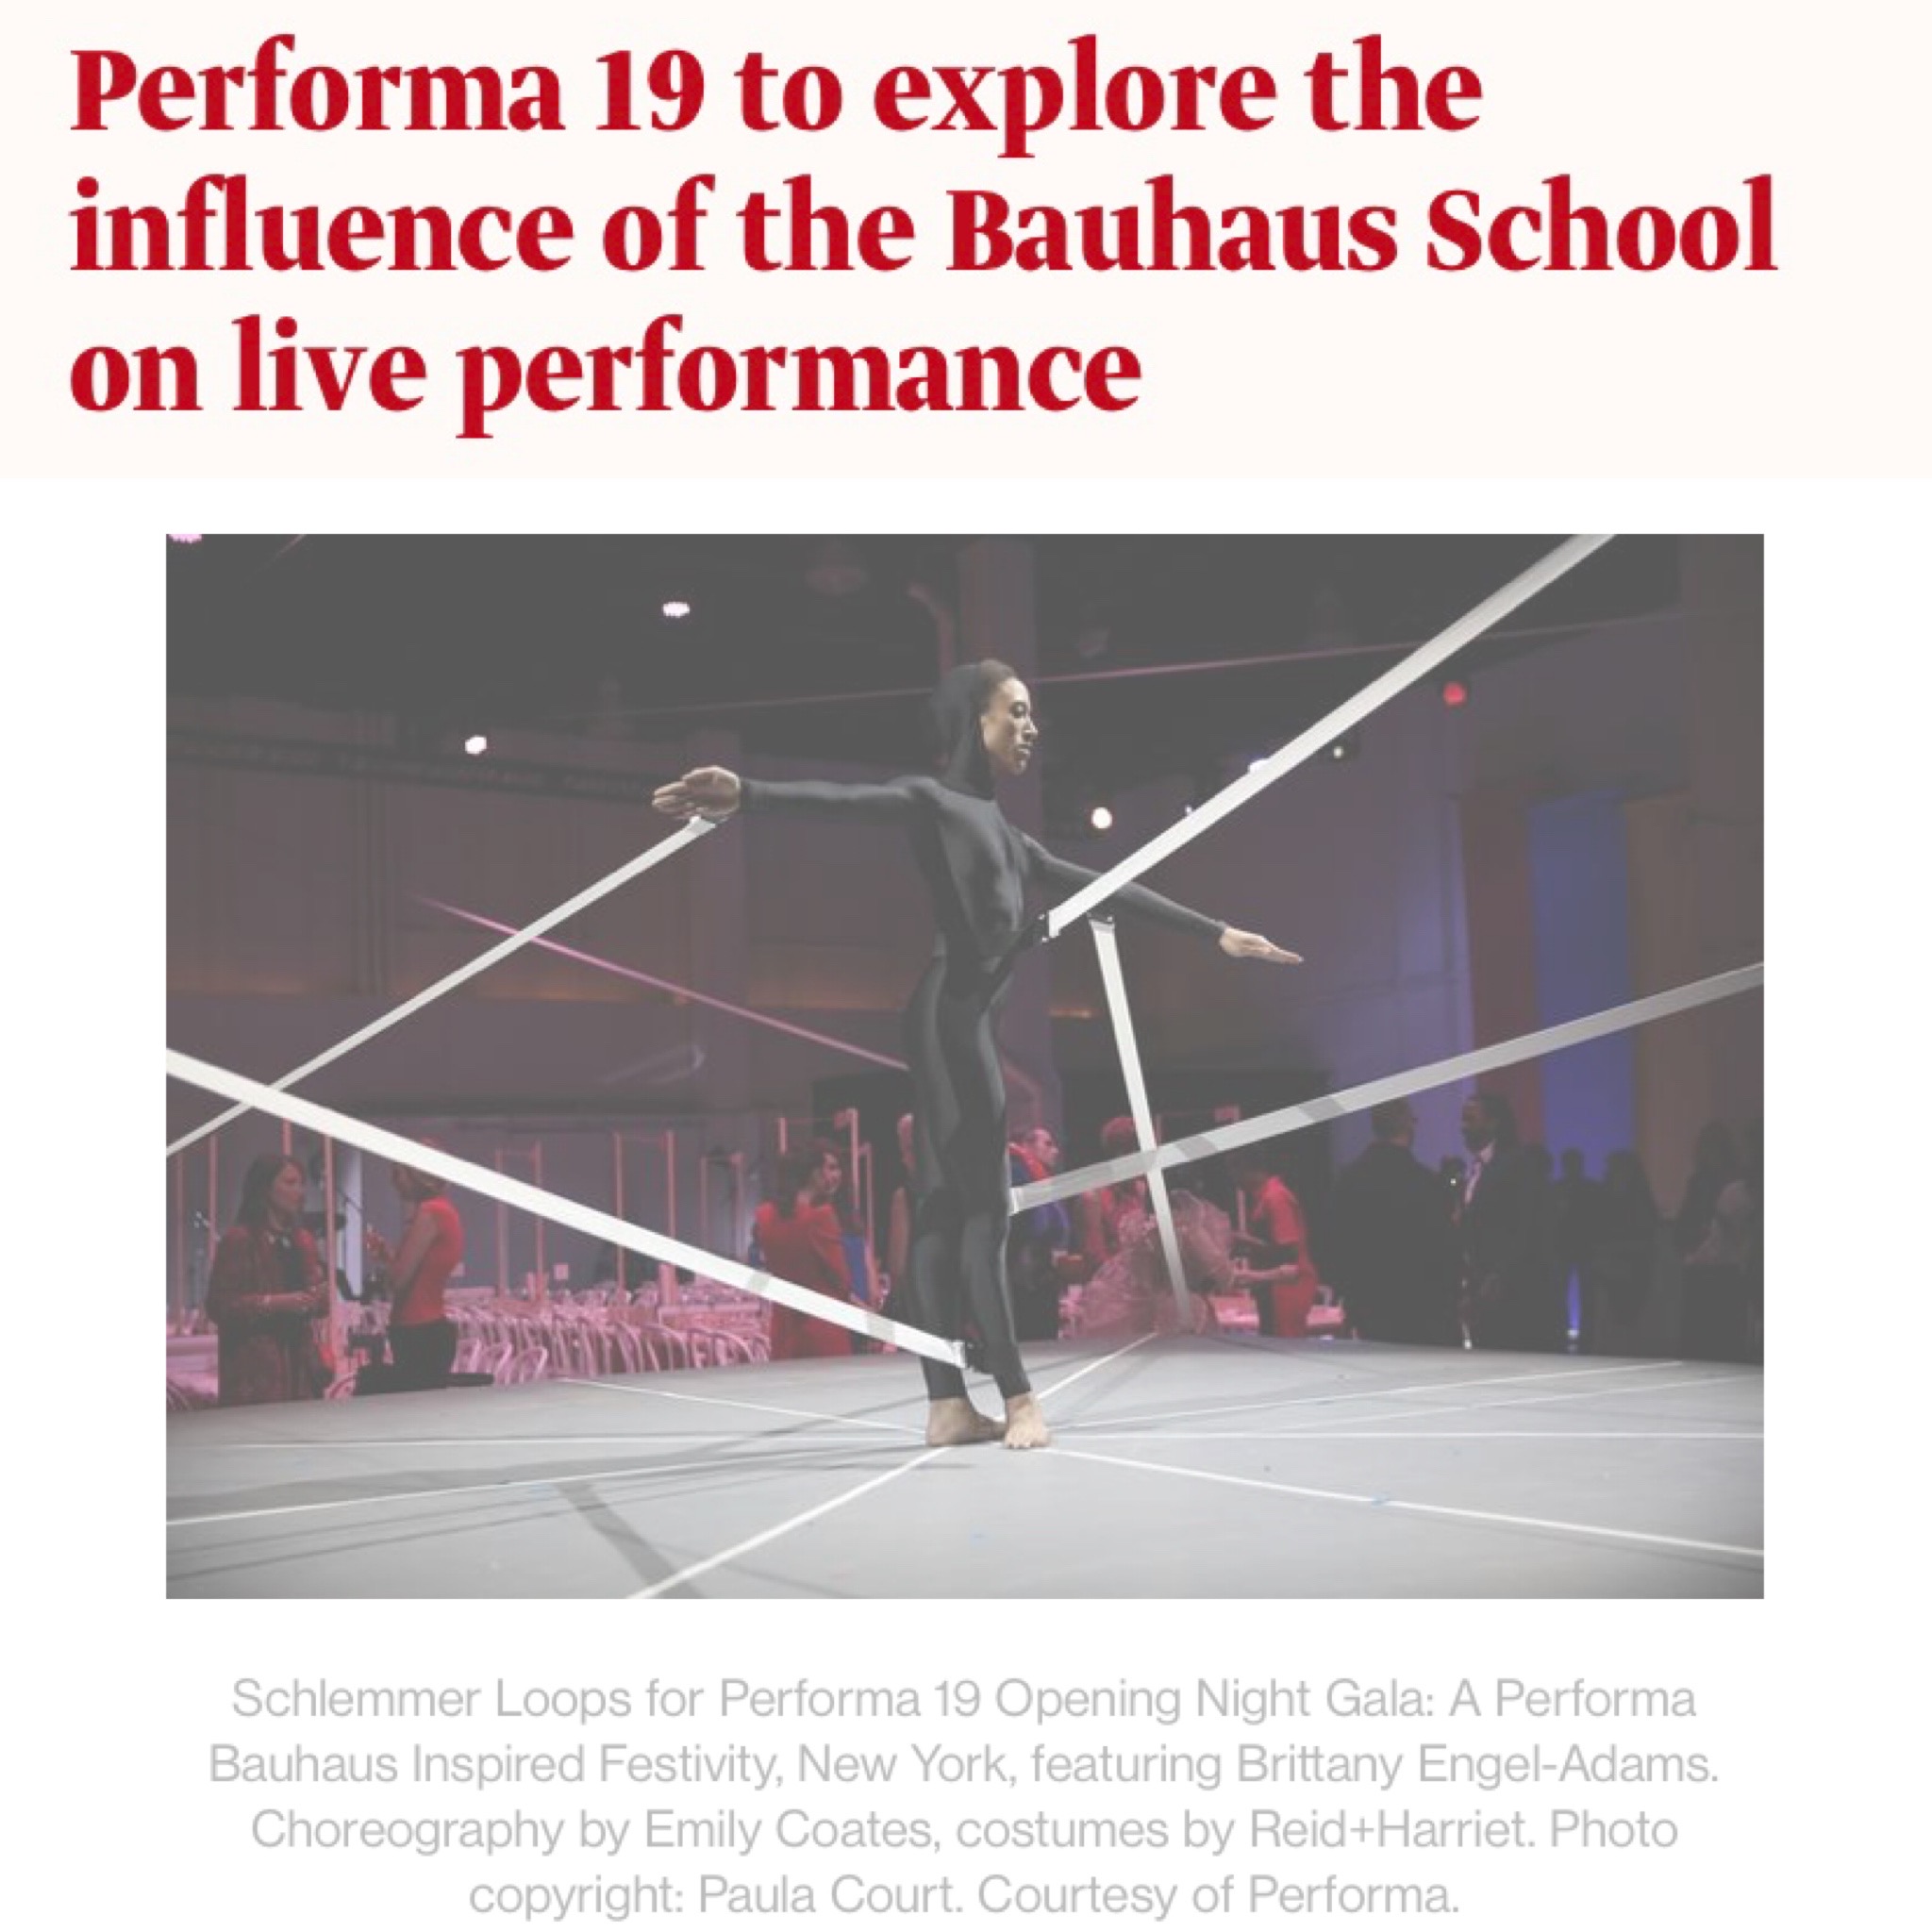 Performa 19 to explore the
influence of the Bauhaus School
on live performance
Schlemmer Loops for Performa 19 Opening Night Gala: A Performa
Bauhaus Inspired Festivity, New York, featuring Brittany Engel-Adams.
Choreography by Emily Coates, costumes by Reid+Harriet. Photo
copyright: Paula Court. Courtesy of Performa.